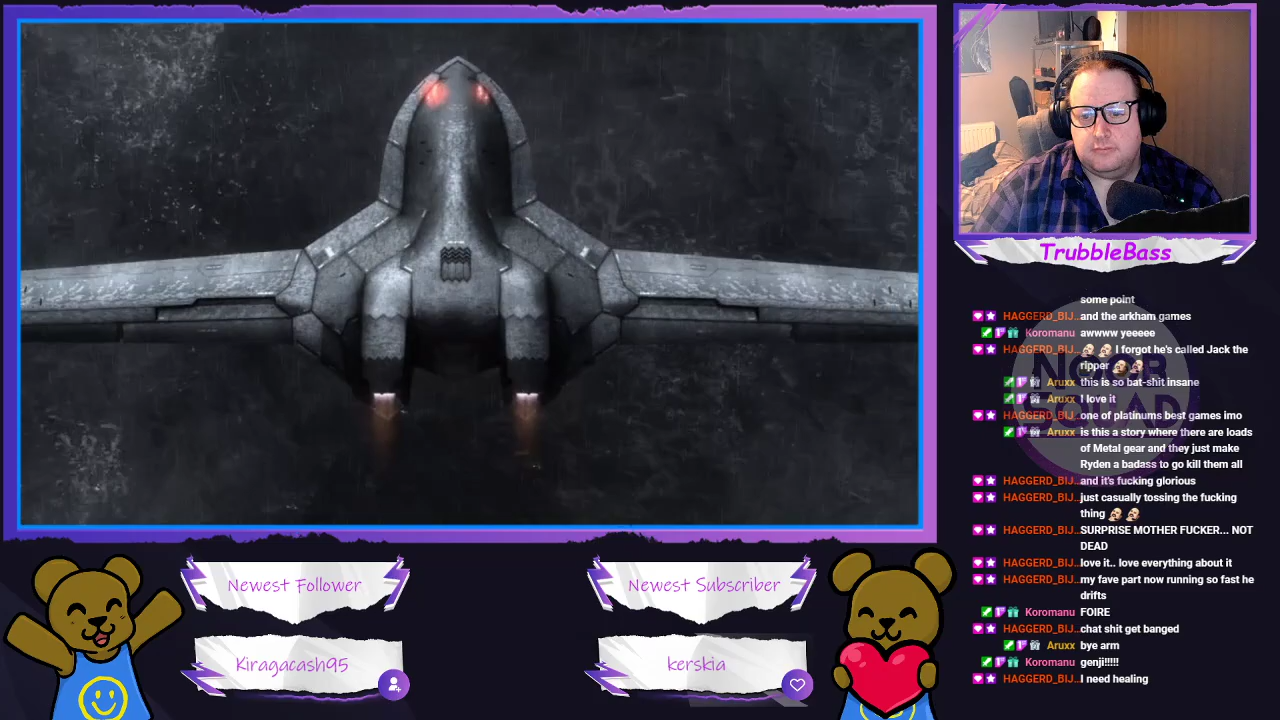 TrubbleBass
some point
HAGGERD_BIJ... and the arkham games
Koromanu awwww yeeeee
HAGGERD_BIJ... I forgot he's called Jack the
ripper
Aruxx this is so bat-shit insane
Aruxx I love it
HAGGERD_BIJ... one of platinums best games imo
Aruxx is this a story where there are loads
of Metal gear and they just make
Ryden a badass to go kill them all
HAGGERD_BIJ... and it's fucking glorious
HAGGERD_BIJ... just casually tossing the fucking
thing
HAGGERD_BIJ... SURPRISE MOTHER FUCKER... NOT
DEAD
HAGGERD_BIJ... love it.. love everything about it
HAGGERD_BIJ... my fave part now running so fast he
drifts
Koromanu FOIRE
HAGGERD_BIJ... chat shit get banged
Aruxx bye arm
Koromanu genji!!!!!
HAGGERD_BIJ... I need healing
NOOB
SQUAD
Newest Follower
Kiragacash95
Newest Subscriber
kerskia